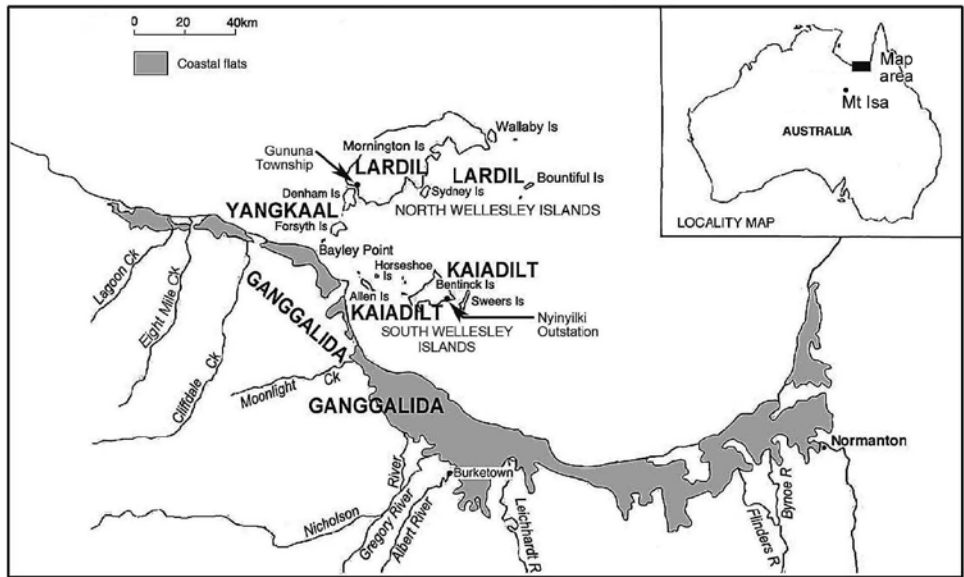 0 20 40km
Coastal flats
Map
area
Mt Isa
AUSTRALIA
LOCALITY MAP
Wallaby Is
Mornington Is
Gununa
Township
LARDIL
LARDIL
Bountiful Is
Denham Is
Sydney Is
YANGKAAL
NORTH WELLESLEY ISLANDS
Forsyth Is
Bayley Point
Horseshoe
Is
KAIADILT
Bentinck Is
Allen Is
Sweers Is
KAIADILT
Nyinyilki
Outstation
SOUTH WELLESLEY
ISLANDS
Lagoon Ck
Eight Mile Ck
Cliffdale Ck
GANGGALIDA
Moonlight Ck
GANGGALIDA
Normanton
Burketown
Nicholson River
Gregory River
Albert River
Leichhardt R
Flinders R
Bynoe R